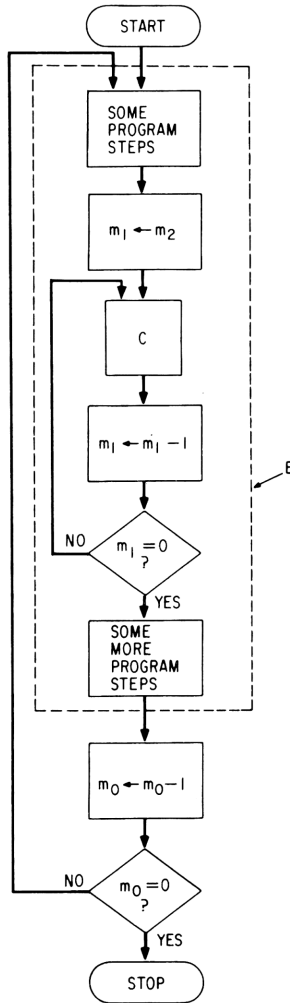 START
SOME
PROGRAM
STEPS
m₁ ← m₂
C
m₁ ← m₁ – 1
B
m₁ = 0
?
NO
YES
SOME
MORE
PROGRAM
STEPS
m₀ ← m₀ – 1
m₀ = 0
?
NO
YES
STOP